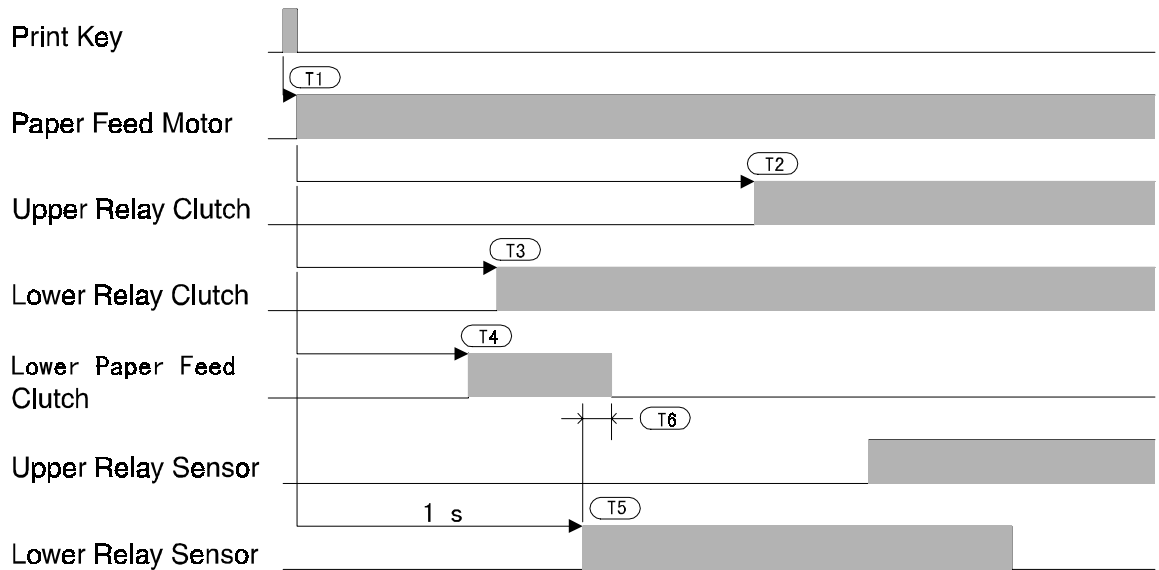 Print Key
T1
Paper Feed Motor
T2
Upper Relay Clutch
T3
Lower Relay Clutch
T4
Lower Paper Feed
Clutch
T6
Upper Relay Sensor
1 s
T5
Lower Relay Sensor